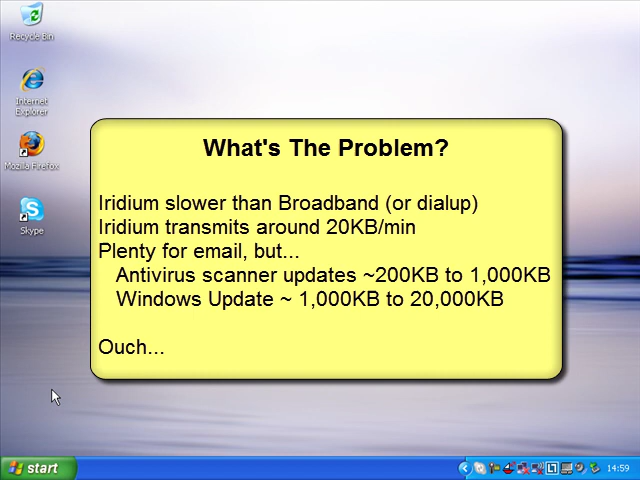 Recycle Bin
Internet
Explorer
Mozilla Firefox
Skype
What's The Problem?
Iridium slower than Broadband (or dialup)
Iridium transmits around 20KB/min
Plenty for email, but...
Antivirus scanner updates ~200KB to 1,000KB
Windows Update ~ 1,000KB to 20,000KB
Ouch...
start
14:59